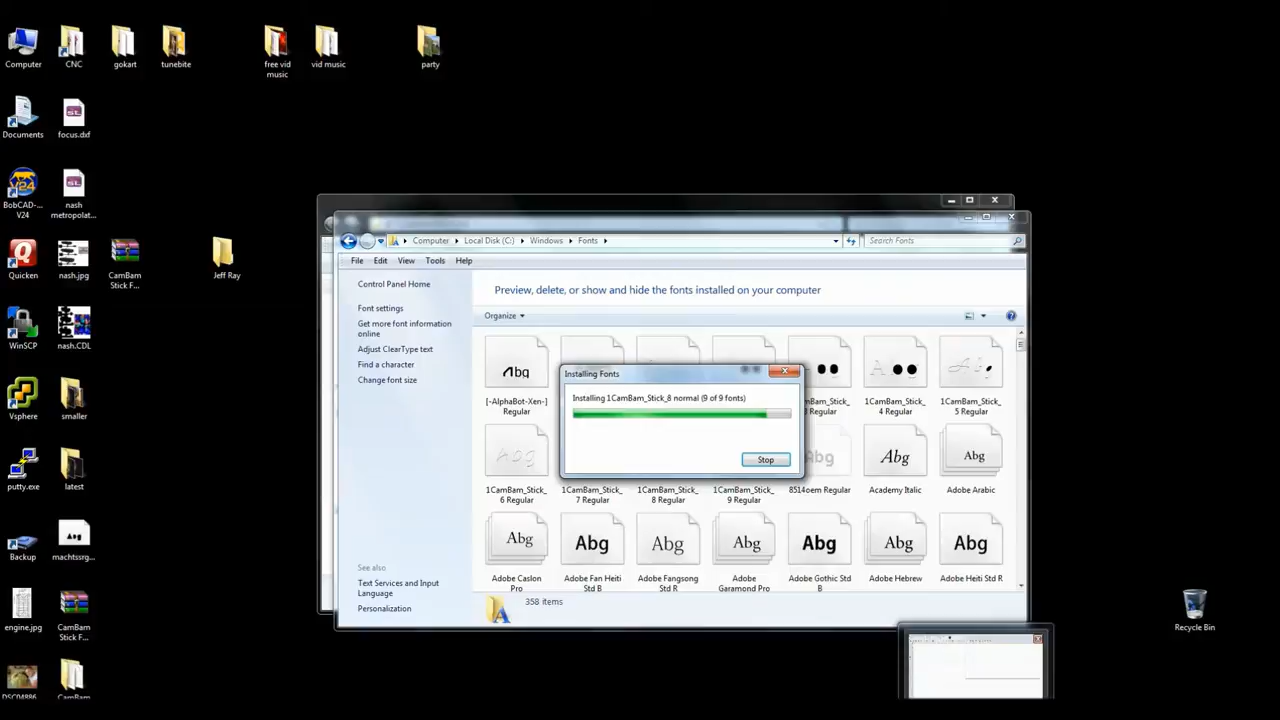 Computer
CNC
gokart
tunebite
free vid
music
vid music
party
Documents
focus.dxf
V24
BobCAD-...
V24
nash
metropolat...
Quicken
nash.jpg
CamBam
Stick F...
Jeff Ray
WinSCP
nash.CDL
Vsphere
smaller
putty.exe
latest
Backup
machtssrg...
engine.jpg
CamBam
Stick F...
DSC04886
CamBam
Recycle Bin
Computer
Local Disk (C:)
Windows
Fonts
Search Fonts
File Edit View Tools Help
Control Panel Home
Font settings
Get more font information
online
Adjust ClearType text
Find a character
Change font size
See also
Text Services and Input
Language
Personalization
Preview, delete, or show and hide the fonts installed on your computer
Organize
Abg
[-AlphaBot-Xen-]
Regular
3 Regular
1CamBam_Stick_
4 Regular
1CamBam_Stick_
5 Regular
Installing Fonts
Installing 1CamBam_Stick_8 normal (9 of 9 fonts)
Stop
Abg
1CamBam_Stick_
6 Regular
1CamBam_Stick_
7 Regular
1CamBam_Stick_
8 Regular
1CamBam_Stick_
9 Regular
Abg
8514oem Regular
Abg
Academy Italic
Abg
Adobe Arabic
Abg
Adobe Caslon
Pro
Abg
Adobe Fan Heiti
Std B
Abg
Adobe Fangsong
Std R
Abg
Adobe
Garamond Pro
Abg
Adobe Gothic Std
B
Abg
Adobe Hebrew
Abg
Adobe Heiti Std R
358 items